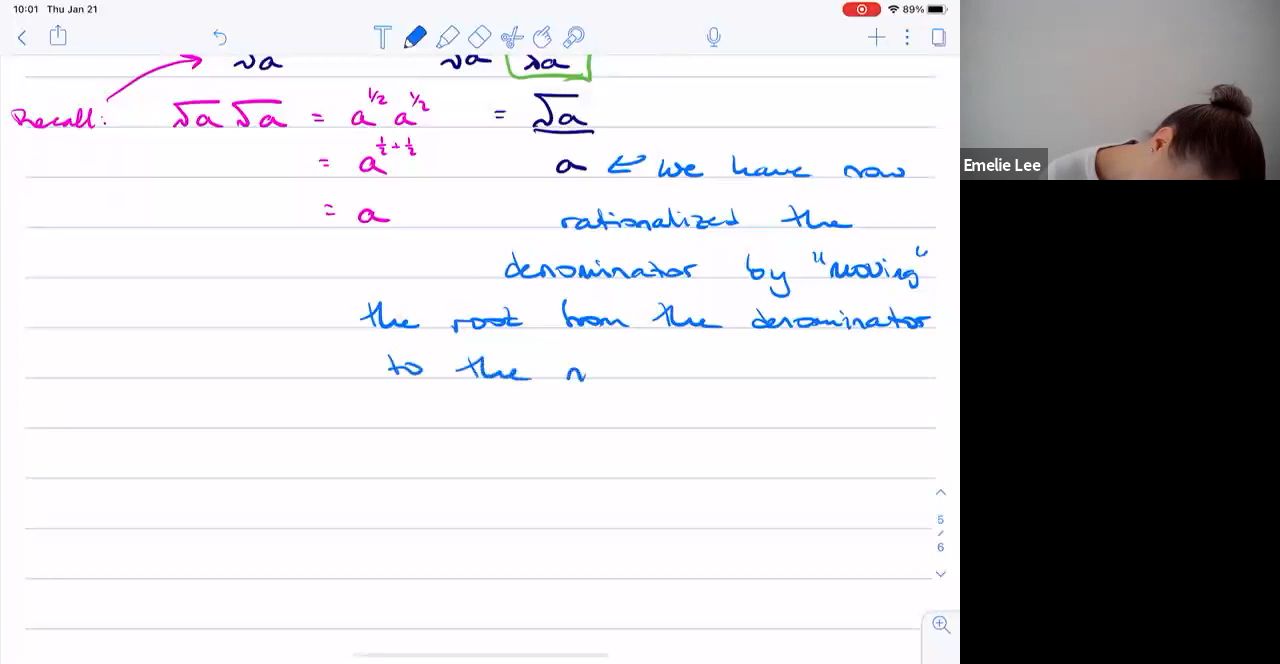 10:01 Thu Jan 21
89%
√a √a √a
Recall: √a √a = a^1/2 a^1/2 = √a
= a^1/2+1/2 a ⇐ we have now
= a rationalized the
denominator by "moving"
the root from the denominator
to the n
5
6
Emelie Lee